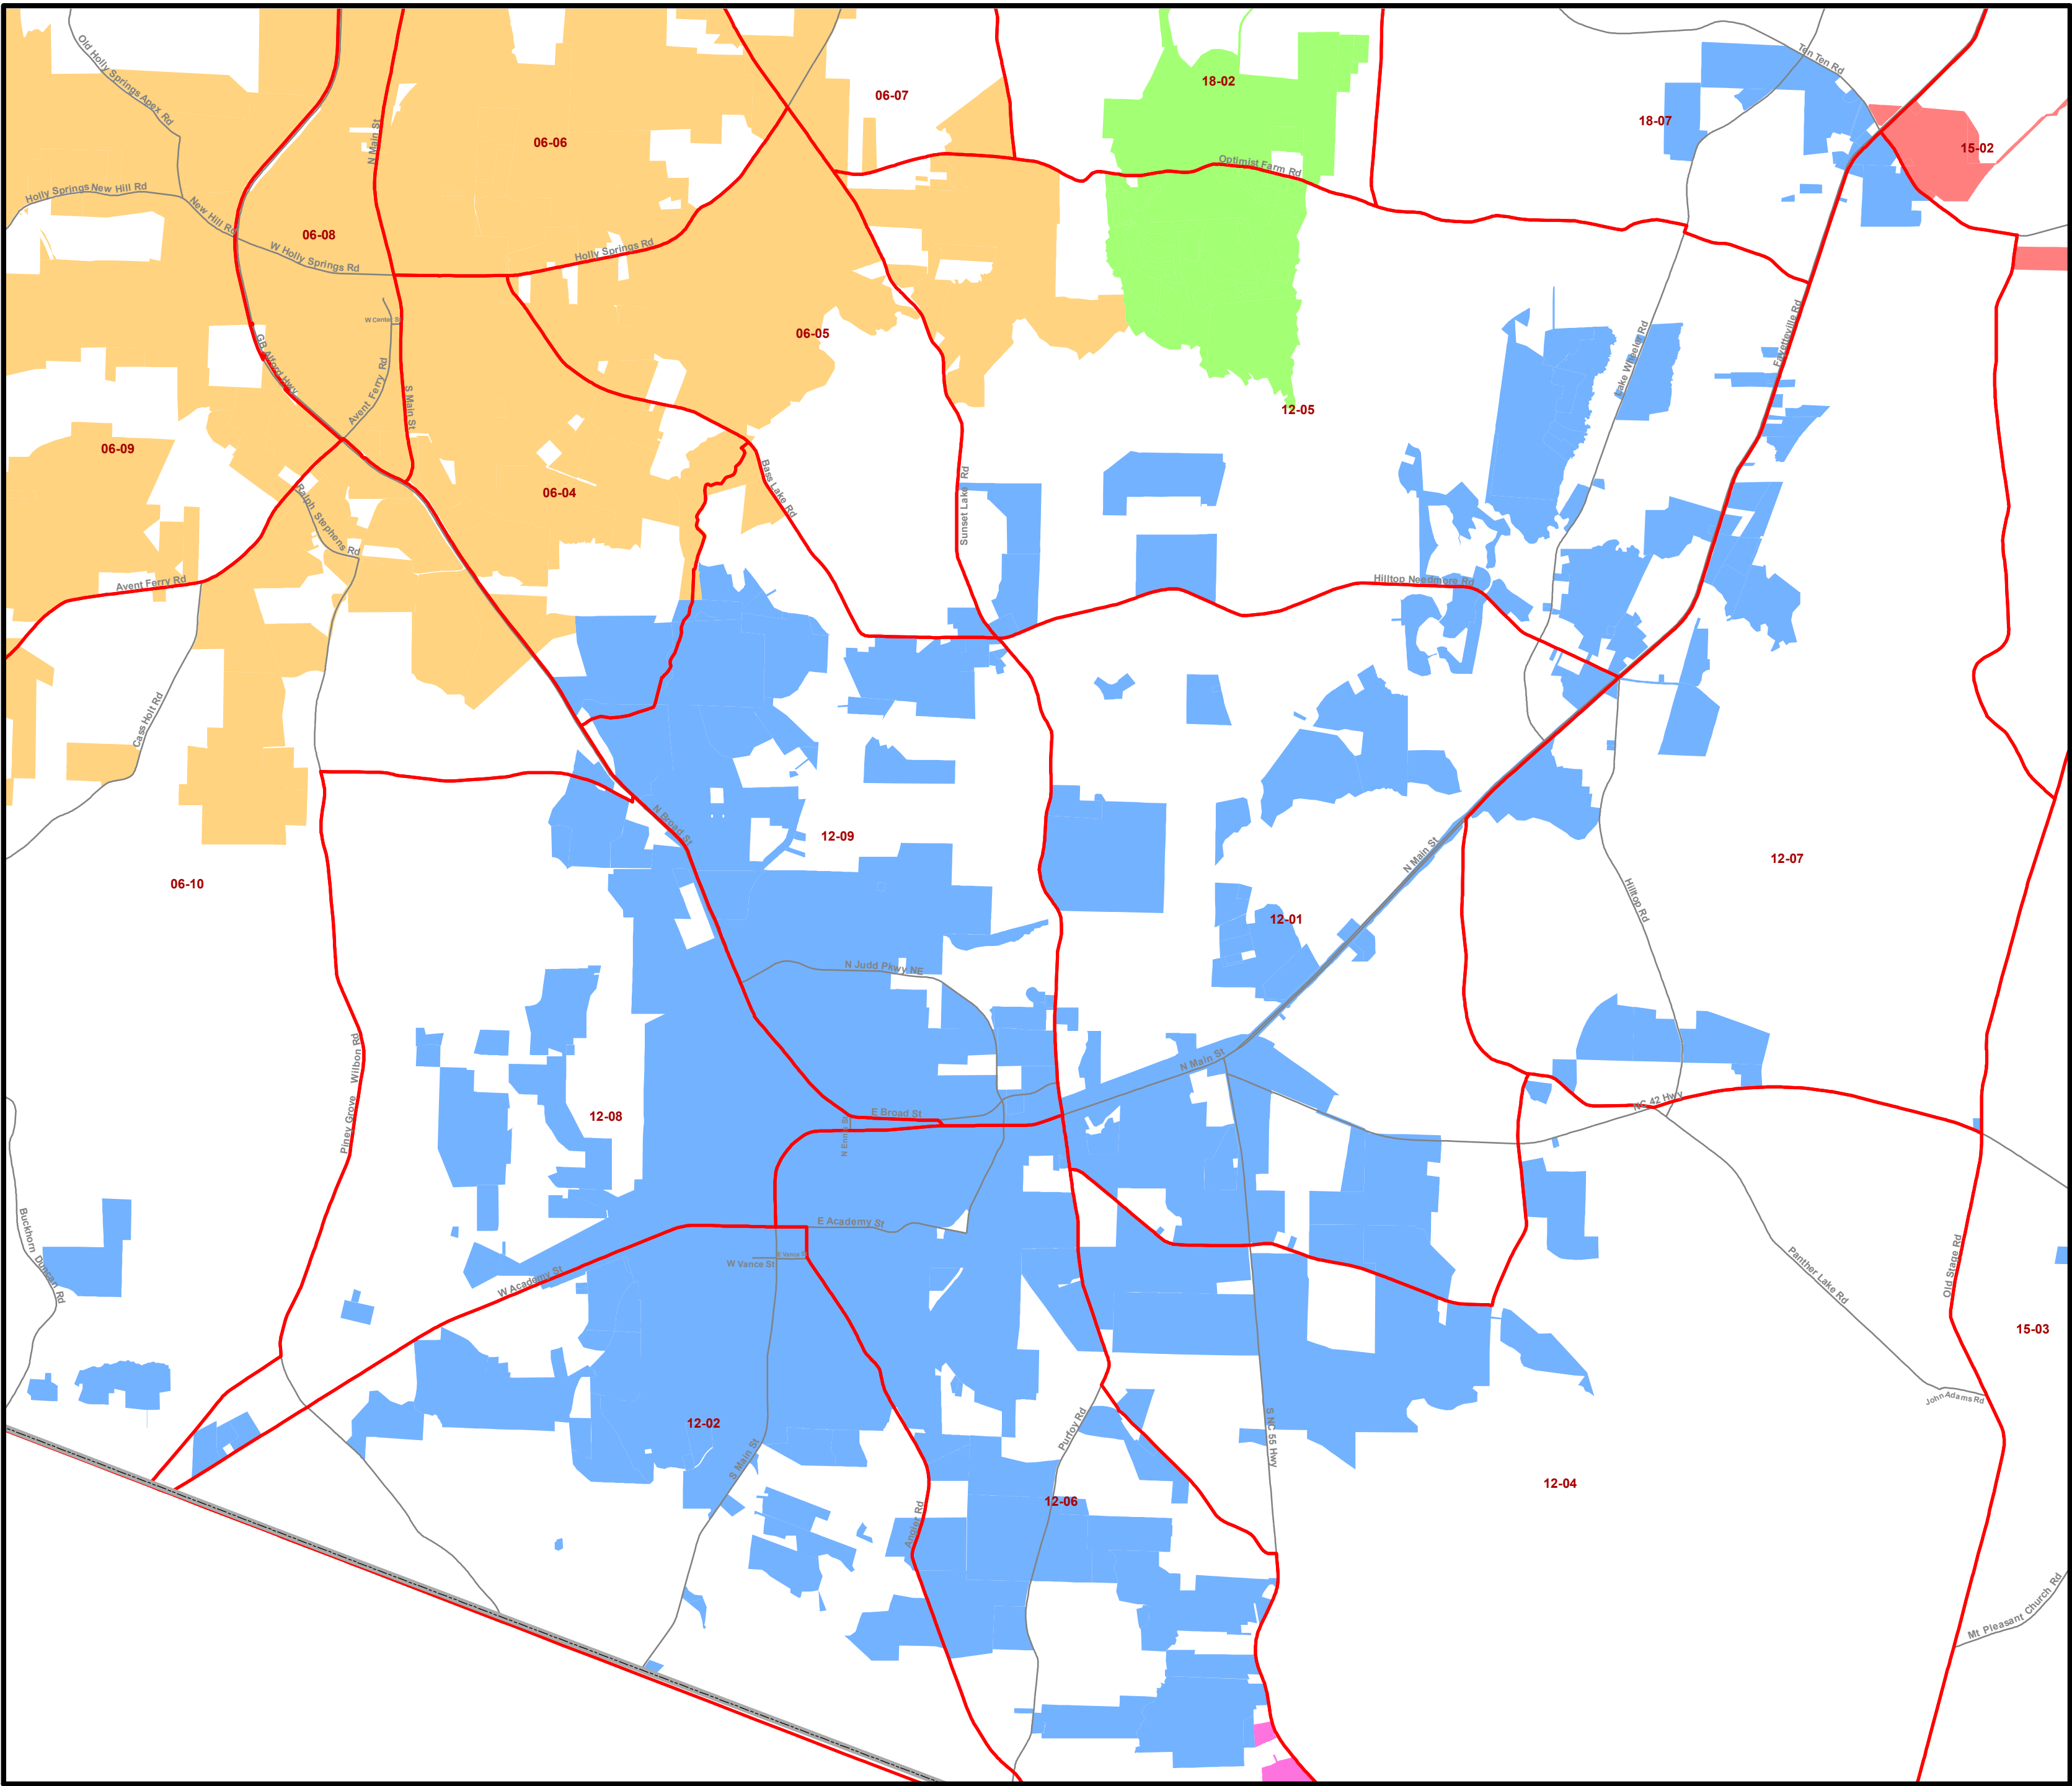 Old Holly Springs Apex Rd
Ten Ten Rd
18-02
06-07
18-07
N Main St
06-06
15-02
Optimist Farm Rd
Holly Springs New Hill Rd
New Hill Rd
06-08
W Holly Springs Rd
Holly Springs Rd
W Center St
06-05
Fayetteville Rd
Lake Wheeler Rd
GB Alford Hwy
Avent Ferry Rd
S Main St
12-05
06-09
06-04
Bass Lake Rd
Sunset Lake Rd
Ralph Stephens Rd
Avent Ferry Rd
Hilltop Needmore Rd
Cass Holt Rd
N Broad St
12-09
N Main St
12-07
06-10
Hilltop Rd
12-01
N Judd Pkwy NE
Piney Grove Wilbon Rd
N Main St
NC 42 Hwy
12-08
E Broad St
N Ennis St
Buckhorn Duncan Rd
E Academy St
E Vance St
W Vance St
W Academy St
Panther Lake Rd
Old Stage Rd
15-03
John Adams Rd
12-02
S Main St
Purfoy Rd
S NC 55 Hwy
12-04
12-06
Angier Rd
Mt Pleasant Church Rd